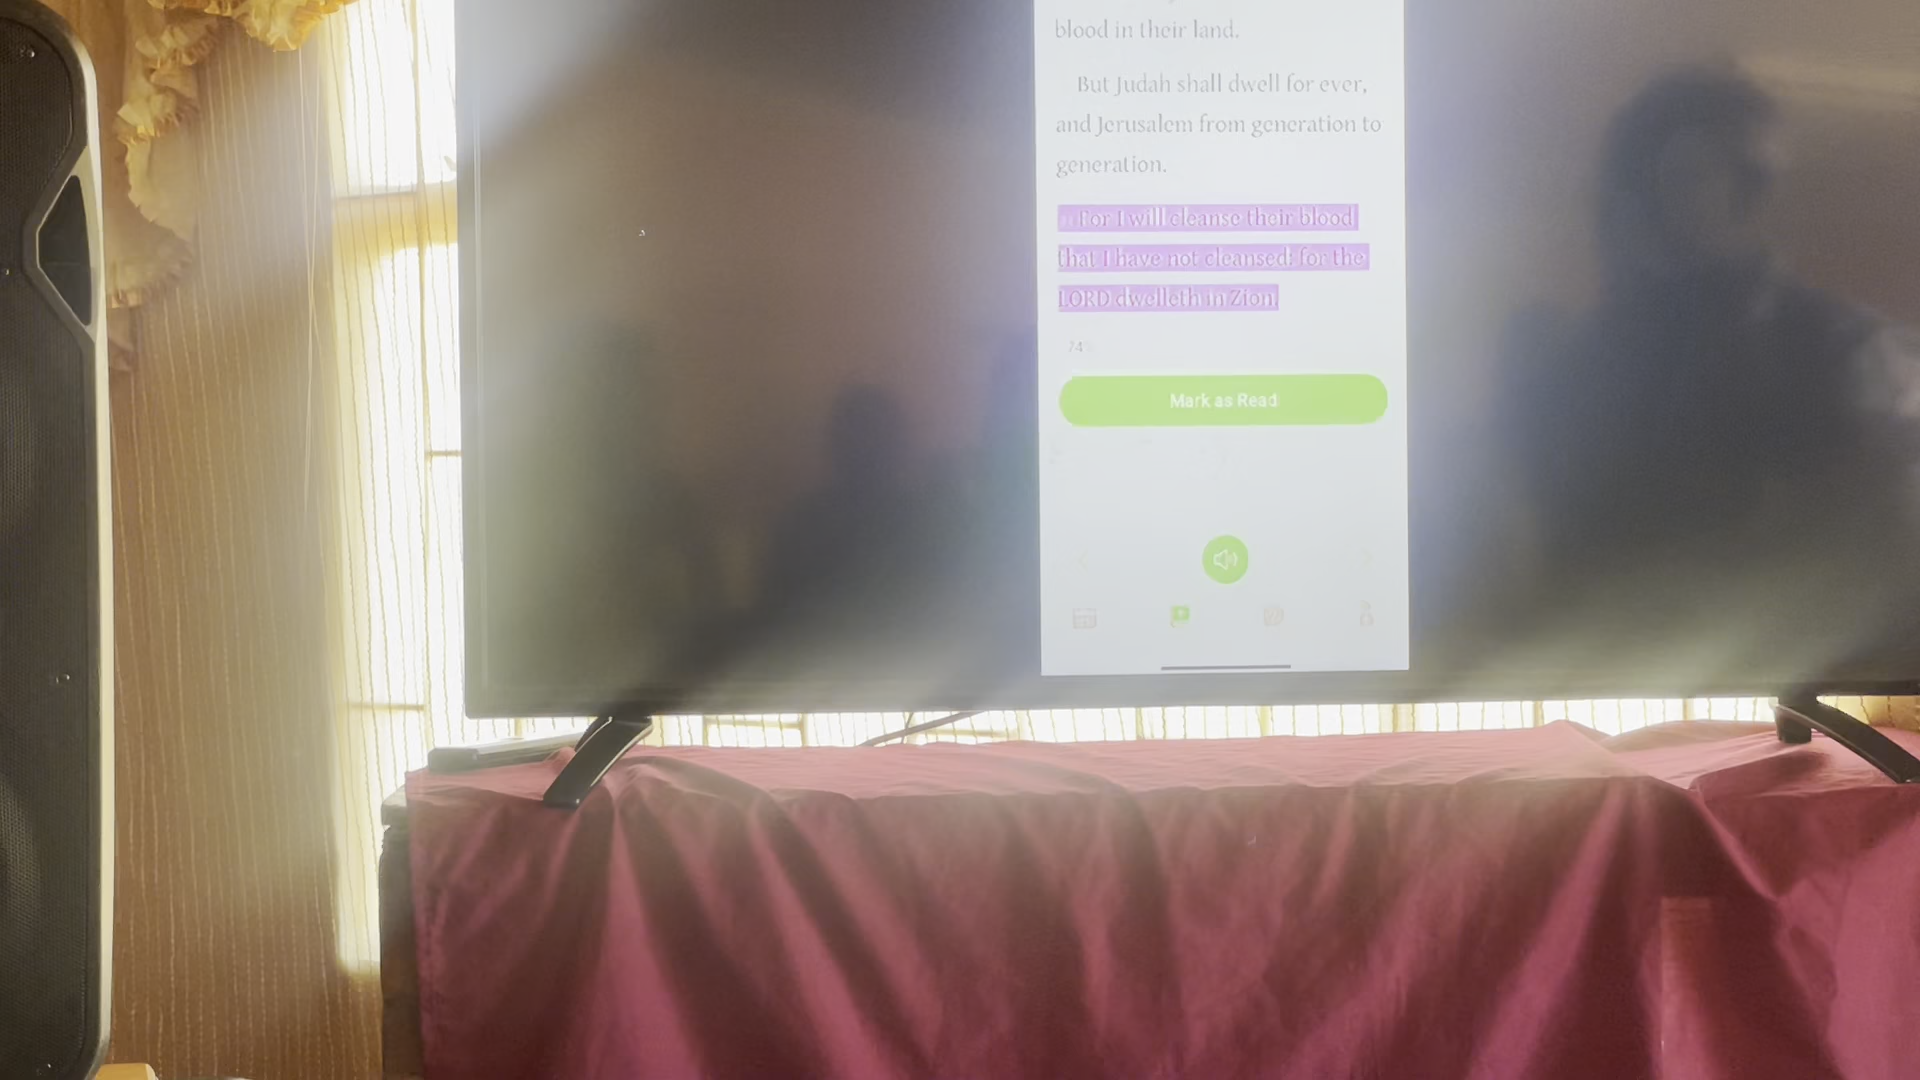 blood in their land.
But Judah shall dwell for ever,
and Jerusalem from generation to
generation.
For I will cleanse their blood
that I have not cleansed: for the
LORD dwelleth in Zion.
74
Mark as Read